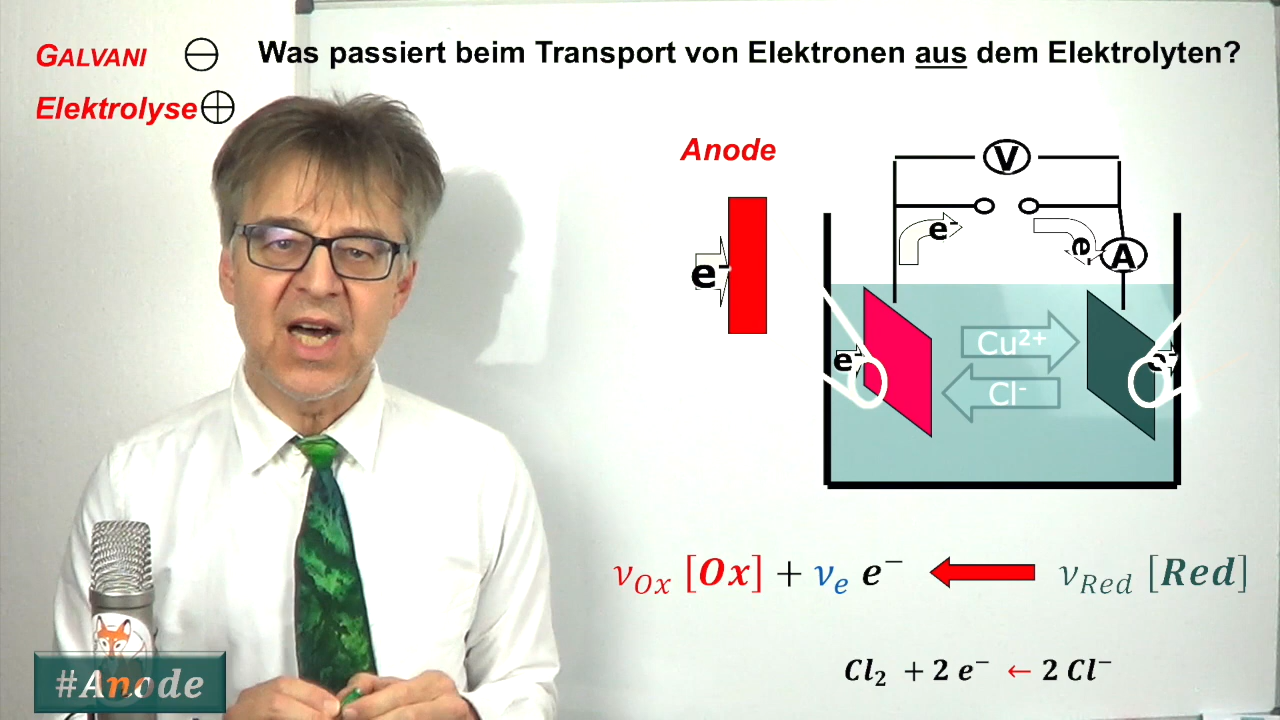 GALVANI ⊖
Was passiert beim Transport von Elektronen aus dem Elektrolyten?
Elektrolyse ⊕
Anode
V
e⁻
e⁻
A
e⁻
Cu²⁺
e⁻
e⁻
Cl⁻
ν_Ox [Ox] + ν_e e⁻ ← ν_Red [Red]
Cl₂ + 2 e⁻ ← 2 Cl⁻
#Anode